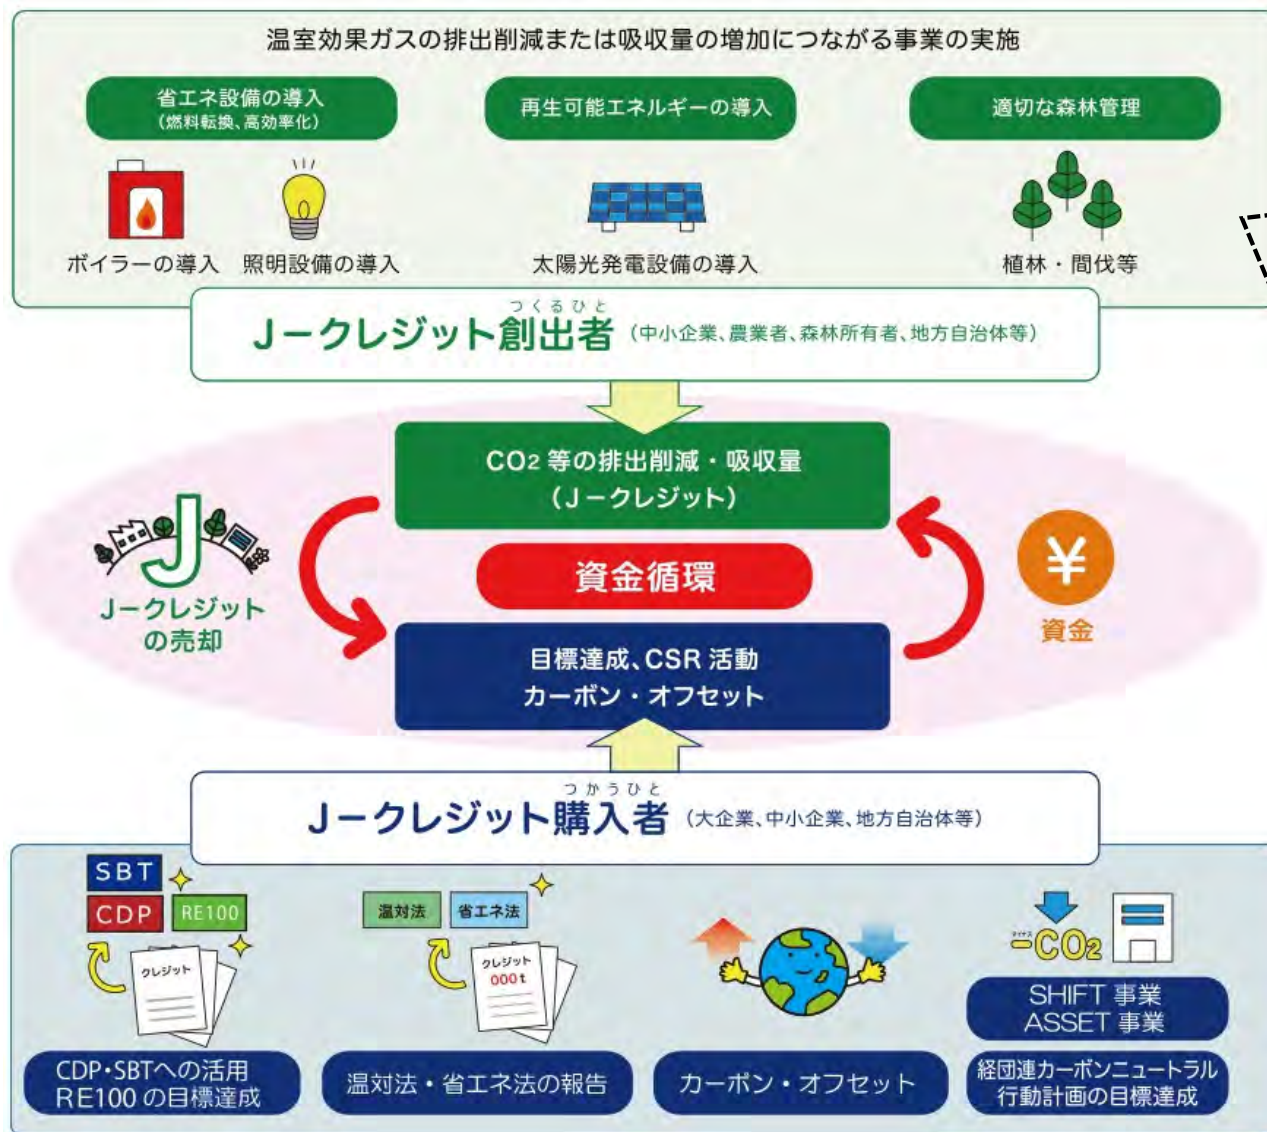 温室効果ガスの排出削減または吸収量の増加につながる事業の実施
省エネ設備の導入
（燃料転換、高効率化）
再生可能エネルギーの導入
適切な森林管理
ボイラーの導入
照明設備の導入
太陽光発電設備の導入
植林・間伐等
つくるひと
Jークレジット創出者（中小企業、農業者、森林所有者、地方自治体等）
CO2 等の排出削減・吸収量
（Jークレジット）
J
Jークレジット
の売却
資金循環
¥
資金
目標達成、CSR 活動
カーボン・オフセット
つかうひと
Jークレジット購入者（大企業、中小企業、地方自治体等）
SBT
CDP
RE100
クレジット
CDP・SBTへの活用
RE100 の目標達成
温対法
省エネ法
クレジット
000t
温対法・省エネ法の報告
カーボン・オフセット
マイナス
−CO2
SHIFT 事業
ASSET 事業
経団連カーボンニュートラル
行動計画の目標達成